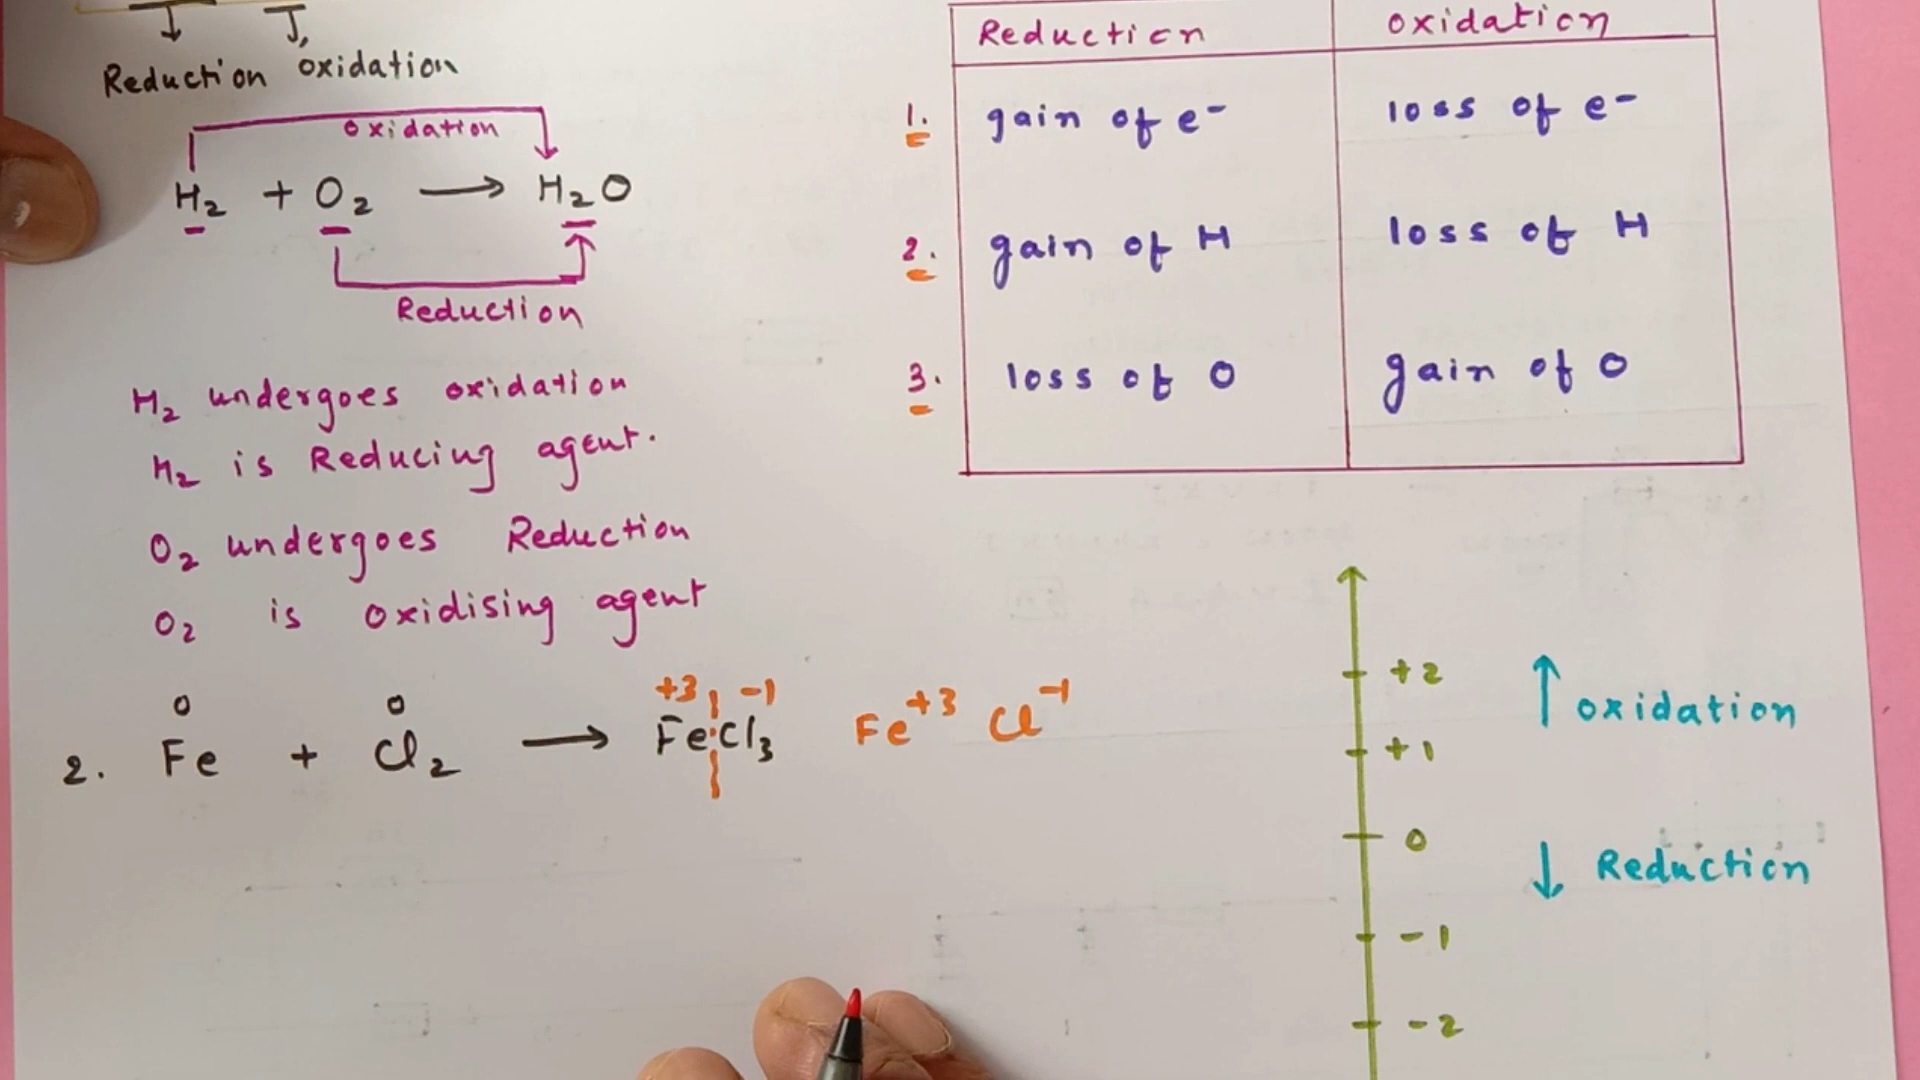 Reduction oxidation
oxidation
H₂ + O₂ ⟶ H₂O
Reduction
H₂ undergoes oxidation
H₂ is Reducing agent.
O₂ undergoes Reduction
O₂ is oxidising agent
0 0 +3 -1
2. Fe + Cl₂ ⟶ FeCl₃ Fe⁺³ Cl⁻¹
Reduction oxidation
1. gain of e⁻ loss of e⁻
2. gain of H loss of H
3. loss of O gain of O
+2
↑ oxidation
+1
0
↓ Reduction
-1
-2